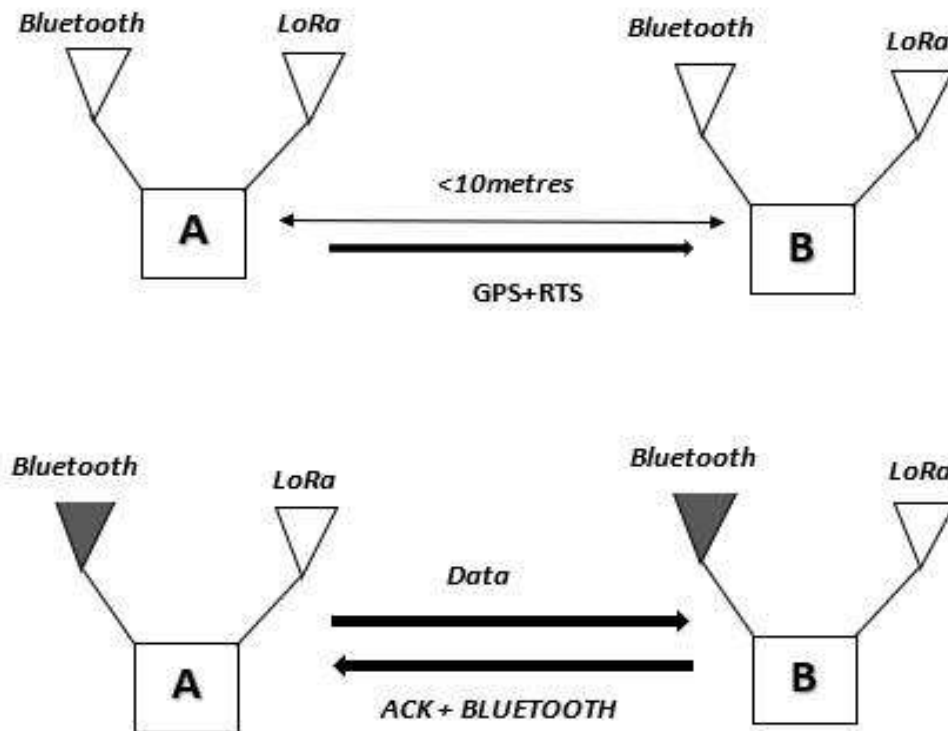 Bluetooth
LoRa
Bluetooth
LoRa
<10metres
A
B
GPS+RTS
Bluetooth
LoRa
Bluetooth
LoRa
Data
A
B
ACK + BLUETOOTH